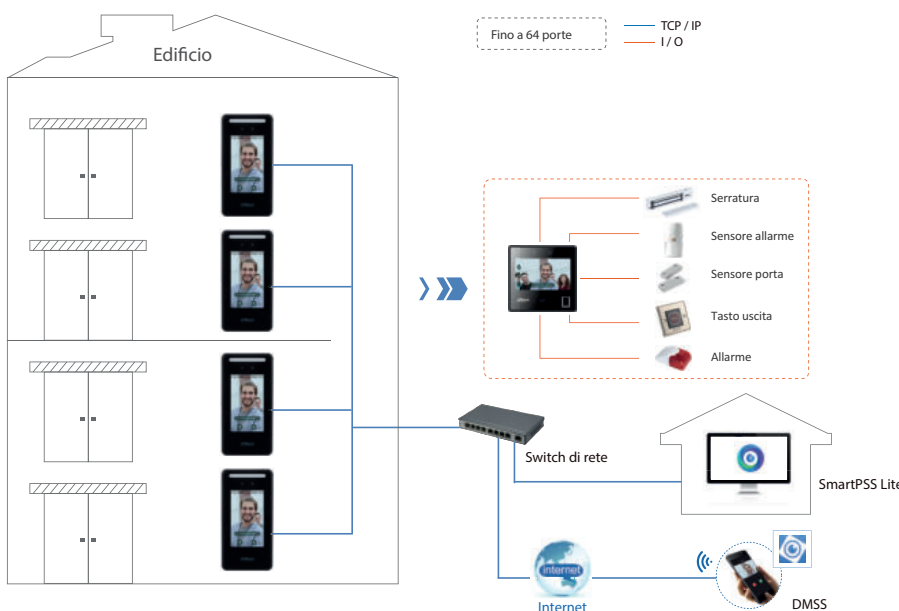 Edificio
Fino a 64 porte
TCP / IP
I / O
Serratura
Sensore allarme
Sensore porta
Tasto uscita
Allarme
Switch di rete
SmartPSS Lite
internet
Internet
DMSS